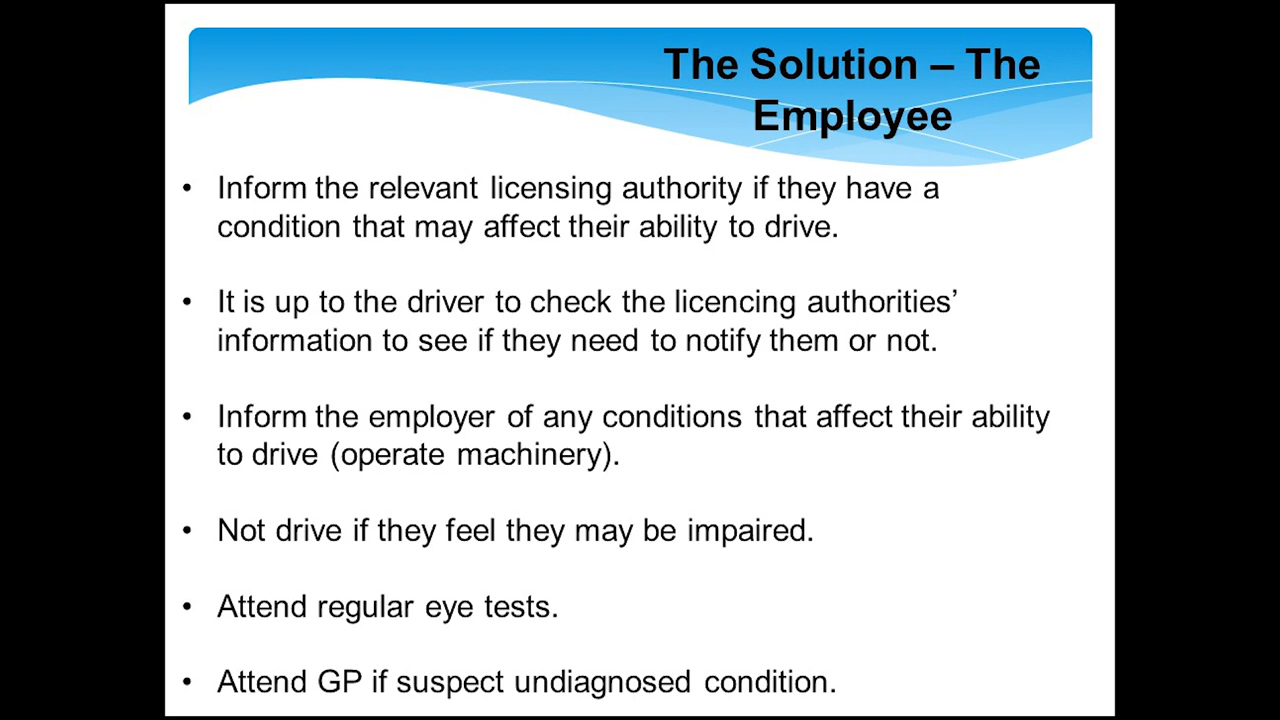 The Solution – The
Employee
• Inform the relevant licensing authority if they have a
condition that may affect their ability to drive.
• It is up to the driver to check the licencing authorities’
information to see if they need to notify them or not.
• Inform the employer of any conditions that affect their ability
to drive (operate machinery).
• Not drive if they feel they may be impaired.
• Attend regular eye tests.
• Attend GP if suspect undiagnosed condition.